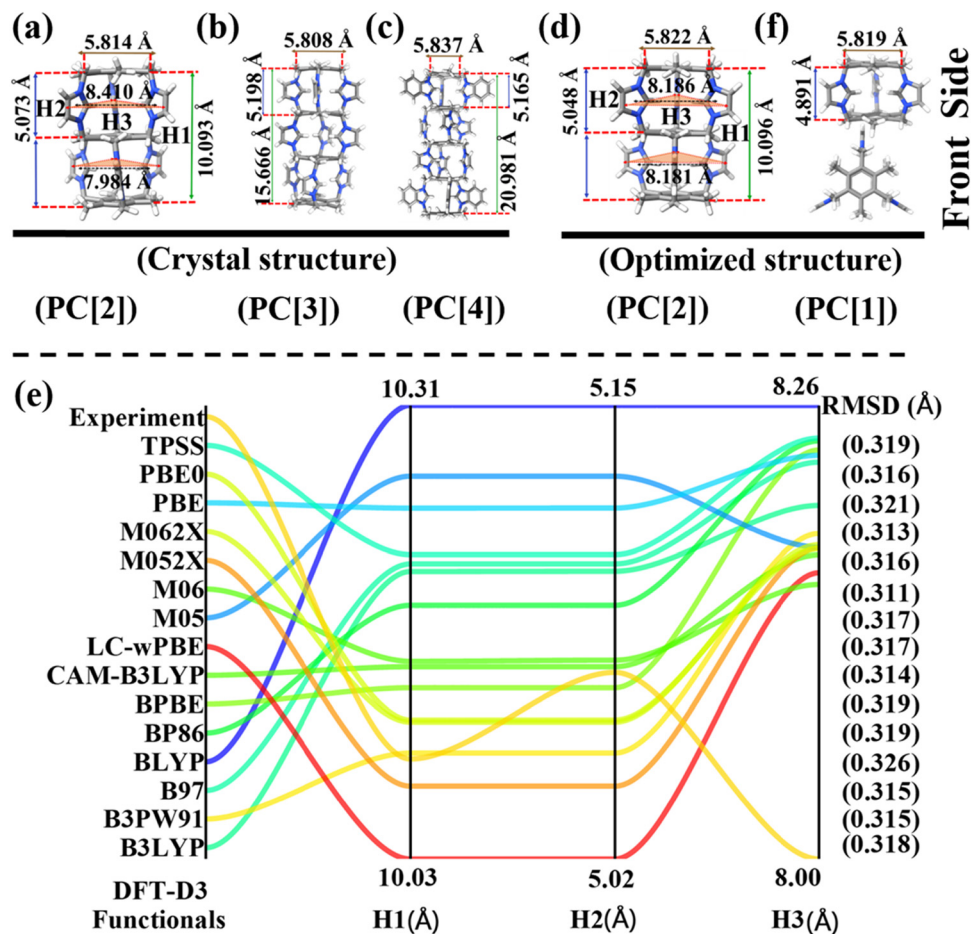 (a)
5.814 Å
5.073 Å
H2
8.410 Å
H3
H1
7.984 Å
10.093 Å
(b)
5.808 Å
5.198 Å
15.666 Å
(c)
5.837 Å
5.165 Å
20.981 Å
(d)
5.822 Å
5.048 Å
H2
8.186 Å
H3
H1
8.181 Å
10.096 Å
(f)
5.819 Å
4.891 Å
Front Side
(Crystal structure)
(Optimized structure)
(PC[2])
(PC[3])
(PC[4])
(PC[2])
(PC[1])
(e)
10.31
5.15
8.26
RMSD (Å)
Experiment
TPSS
(0.319)
PBE0
(0.316)
PBE
(0.321)
M062X
(0.313)
M052X
(0.316)
M06
(0.311)
M05
(0.317)
LC-wPBE
(0.317)
CAM-B3LYP
(0.314)
BPBE
(0.319)
BP86
(0.319)
BLYP
(0.326)
B97
(0.315)
B3PW91
(0.315)
B3LYP
(0.318)
DFT-D3
10.03
5.02
8.00
Functionals
H1(Å)
H2(Å)
H3(Å)